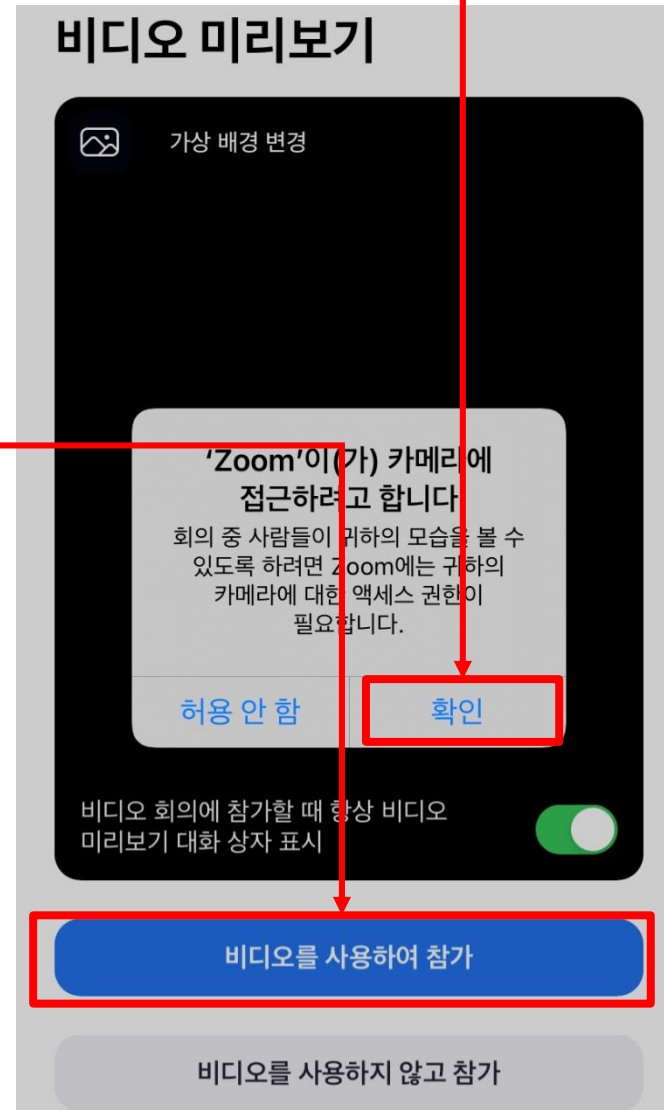 비디오 미리보기
가상 배경 변경
‘Zoom’이(가) 카메라에
접근하려고 합니다
회의 중 사람들이 귀하의 모습을 볼 수
있도록 하려면 Zoom에는 귀하의
카메라에 대한 액세스 권한이
필요합니다.
허용 안 함
확인
비디오 회의에 참가할 때 항상 비디오
미리보기 대화 상자 표시
비디오를 사용하여 참가
비디오를 사용하지 않고 참가